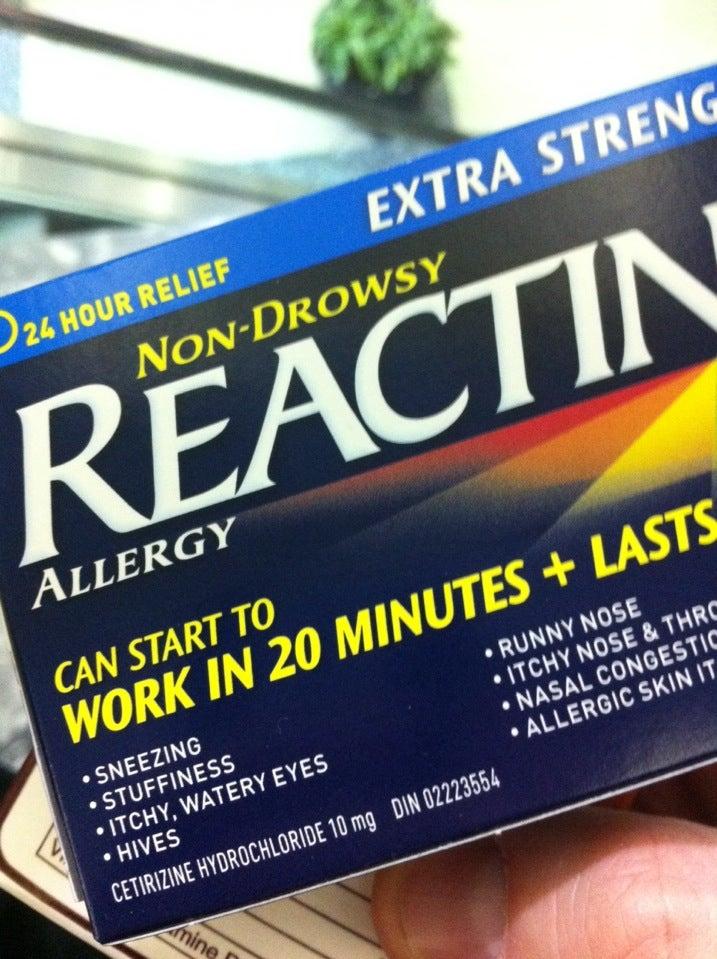 EXTRA STRENG
24 HOUR RELIEF
NON-DROWSY
REACTIN
ALLERGY
CAN START TO
WORK IN 20 MINUTES + LASTS
• SNEEZING
• STUFFINESS
• ITCHY, WATERY EYES
• HIVES
• RUNNY NOSE
• ITCHY NOSE & THRO
• NASAL CONGESTIO
• ALLERGIC SKIN IT
CETIRIZINE HYDROCHLORIDE 10 mg DIN 02223554